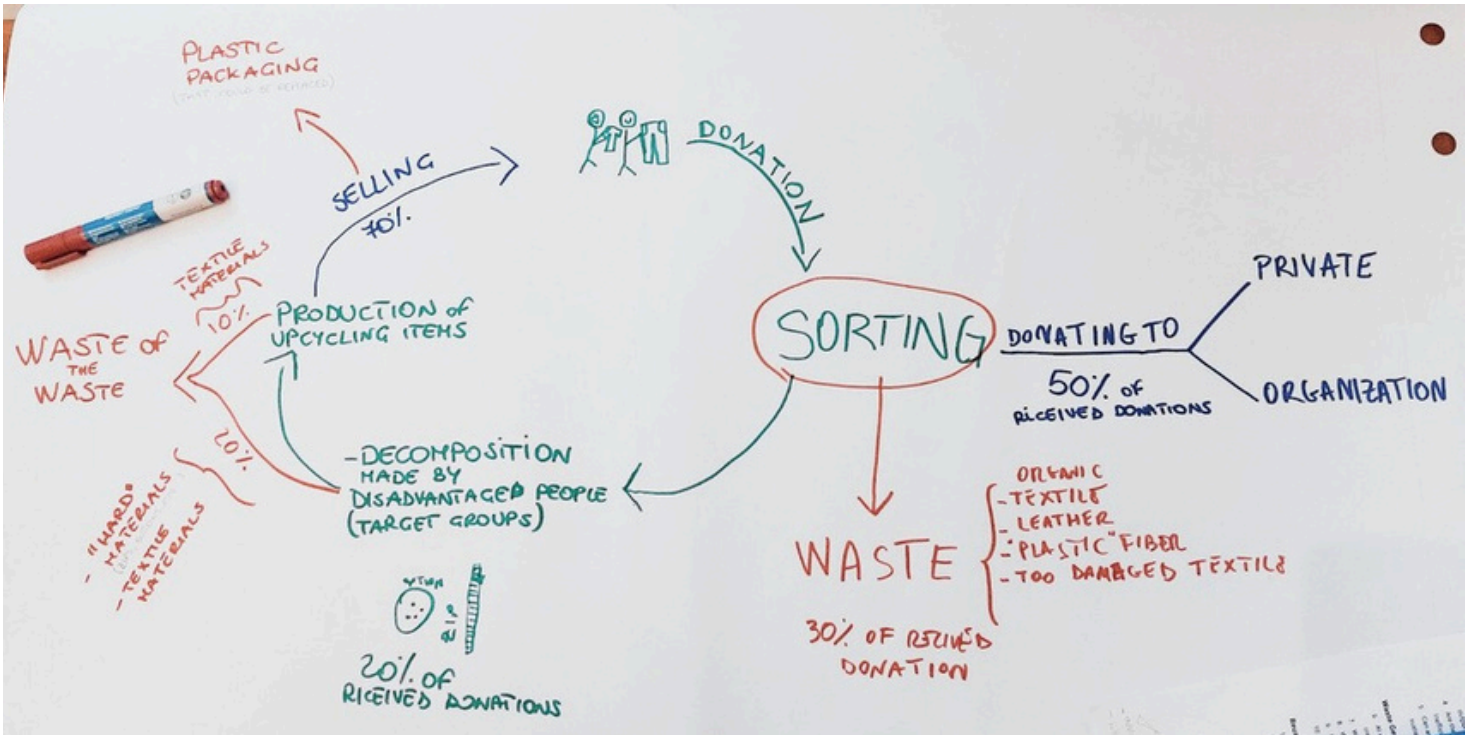 PLASTIC
PACKAGING
SELLING
70%
DONATION
TEXTILE
MATERIALS
10%
PRODUCTION of
UPCYCLING ITEMS
WASTE of
THE
WASTE
20%
- "HARD"
MATERIALS
- TEXTILE
MATERIALS
- DECOMPOSITION
MADE BY
DISADVANTAGED PEOPLE
(TARGET GROUPS)
ZIP
20% OF
RICEIVED DONATIONS
SORTING
DONATING TO
50% OF
RICEIVED DONATIONS
PRIVATE
ORGANIZATION
WASTE
30% OF RECIVED
DONATION
ORGANIC
- TEXTILE
- LEATHER
- "PLASTIC" FIBER
- TOO DAMAGED TEXTILE